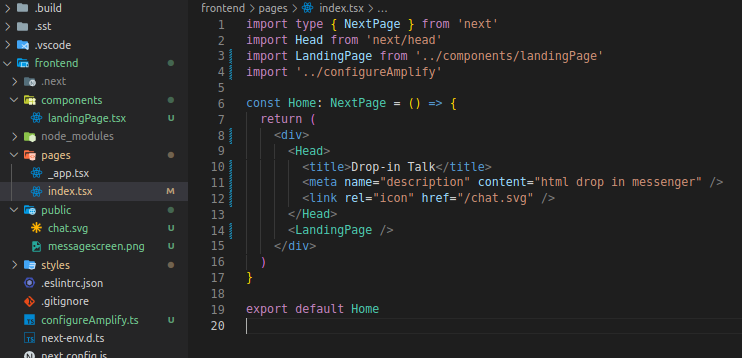 .build
.sst
.vscode
frontend
.next
components
landingPage.tsx U
node_modules
pages
_app.tsx
index.tsx M
public
chat.svg U
messagescreen.png U
styles
.eslintrc.json
.gitignore
configureAmplify.ts U
next-env.d.ts
next.config.js
frontend > pages > index.tsx > ...
1 import type { NextPage } from 'next'
2 import Head from 'next/head'
3 import LandingPage from '../components/landingPage'
4 import '../configureAmplify'
5
6 const Home: NextPage = () => {
7 return (
8 <div>
9 <Head>
10 <title>Drop-in Talk</title>
11 <meta name="description" content="html drop in messenger" />
12 <link rel="icon" href="/chat.svg" />
13 </Head>
14 <LandingPage />
15 </div>
16 )
17 }
18
19 export default Home
20